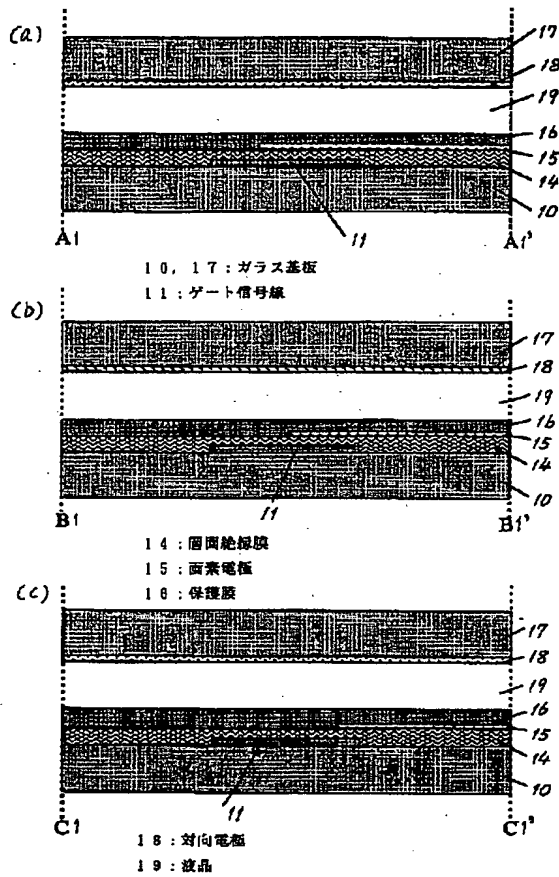 (a)
17
18
19
16
15
14
10
11
A1
A1'
10, 17：ガラス基板
11：ゲート信号線
(b)
17
18
19
16
15
14
10
11
B1
B1'
14：層間絶縁膜
15：画素電極
16：保護膜
(c)
17
18
19
16
15
14
10
11
C1
C1'
18：対向電極
19：液晶